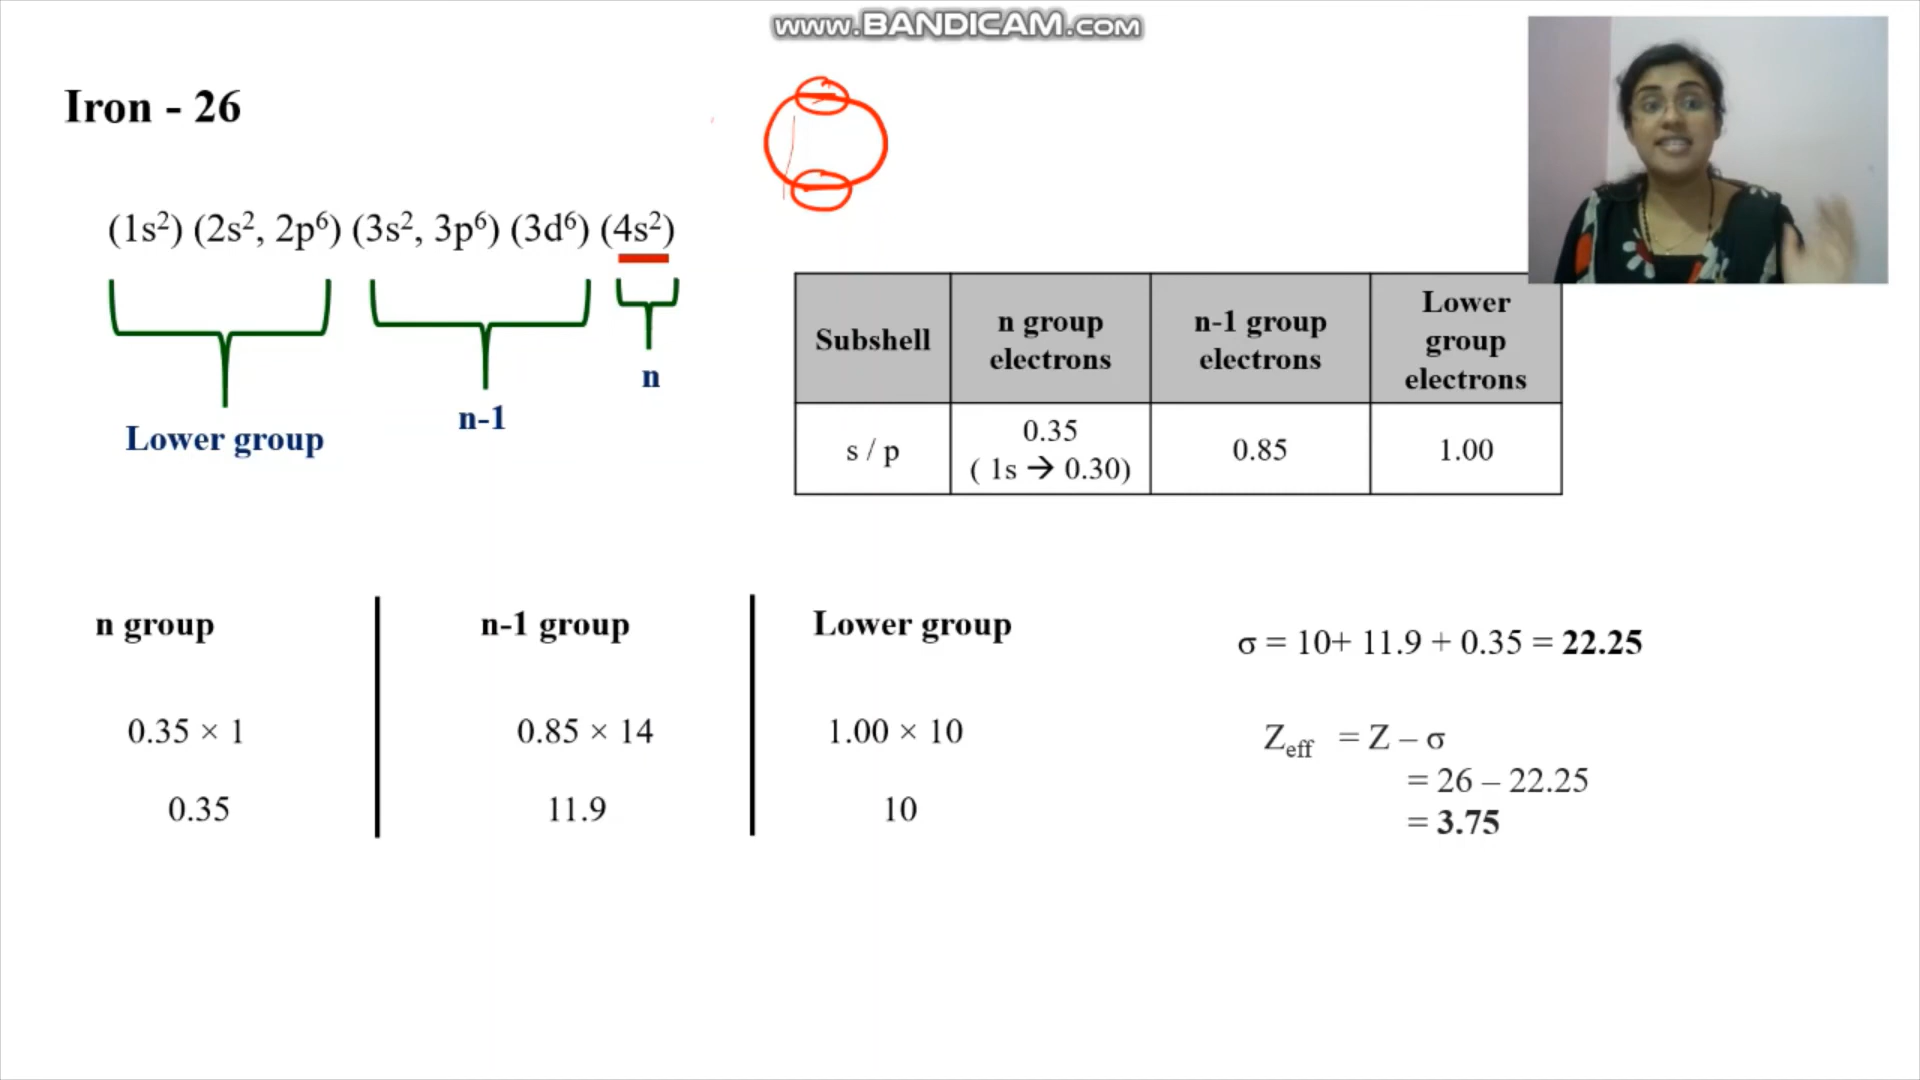 www.BANDICAM.com
Iron - 26
(1s²) (2s², 2p⁶) (3s², 3p⁶) (3d⁶) (4s²)
Lower group
n-1
n
Subshell
n group
electrons
n-1 group
electrons
Lower
group
electrons
s / p
0.35
( 1s → 0.30)
0.85
1.00
n group
n-1 group
Lower group
0.35 × 1
0.85 × 14
1.00 × 10
0.35
11.9
10
σ = 10+ 11.9 + 0.35 = 22.25
Zeff = Z – σ
= 26 – 22.25
= 3.75